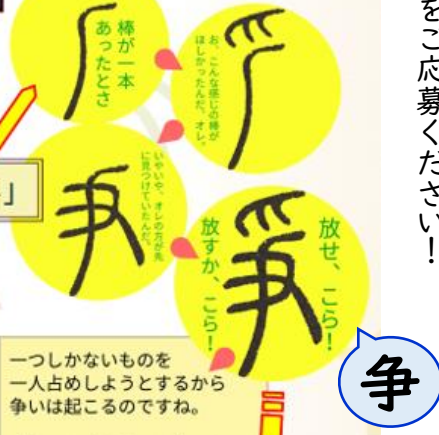 をご応募ください！
棒が一本
あったとさ
お、こんな感じの棒が
ほしかったんだ、オレ。
いやいや、オレの方が先
に見つけていたんだ。
放せ、こら！
放すか、こら！
」
争
一つしかないものを
一人占めしようとするから
争いは起こるのですね。